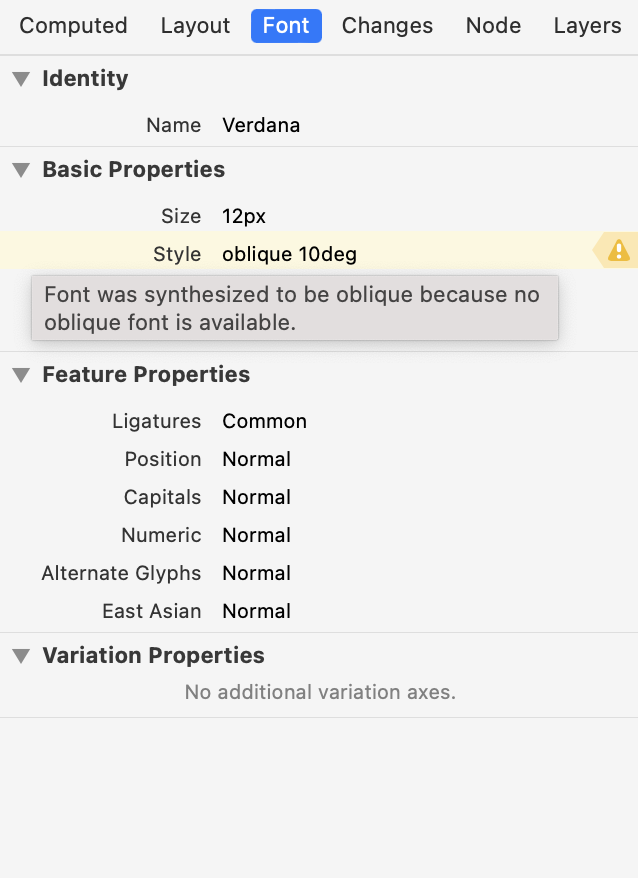 Computed Layout Font Changes Node Layers
Identity
Name Verdana
Basic Properties
Size 12px
Style oblique 10deg
Font was synthesized to be oblique because no
oblique font is available.
Feature Properties
Ligatures Common
Position Normal
Capitals Normal
Numeric Normal
Alternate Glyphs Normal
East Asian Normal
Variation Properties
No additional variation axes.